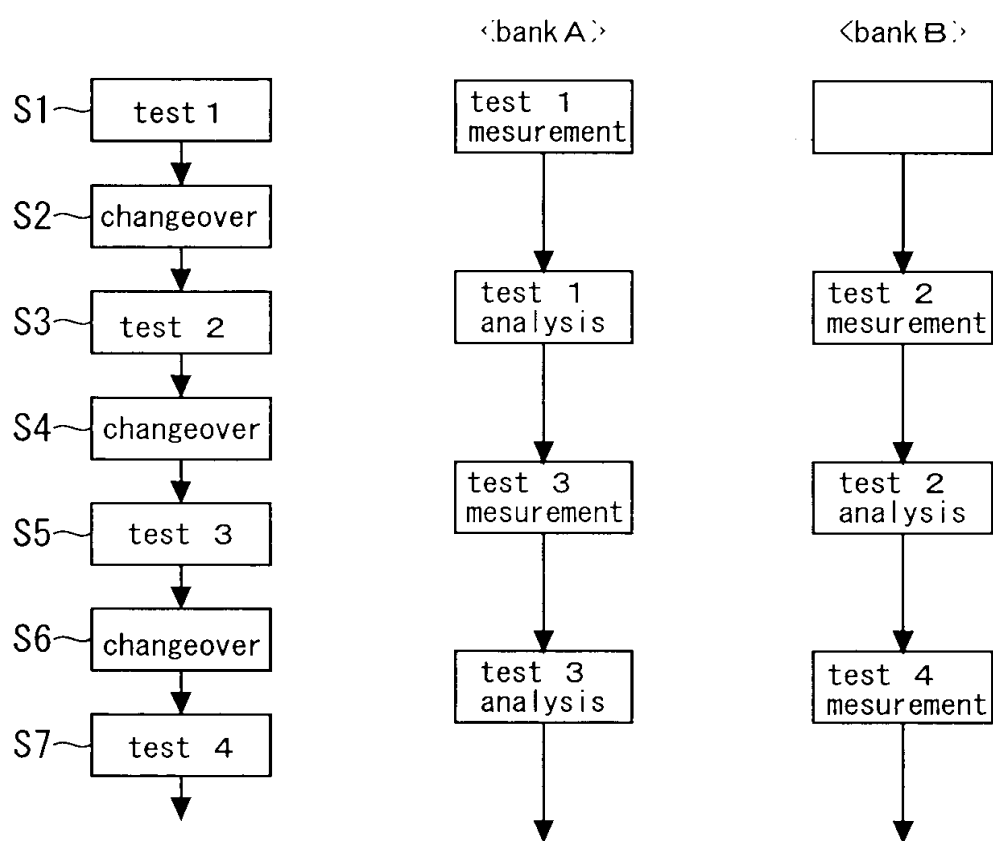 <bank A>
<bank B>
S1
test 1
S2
changeover
S3
test 2
S4
changeover
S5
test 3
S6
changeover
S7
test 4
test 1
mesurement
test 1
analysis
test 3
mesurement
test 3
analysis
test 2
mesurement
test 2
analysis
test 4
mesurement